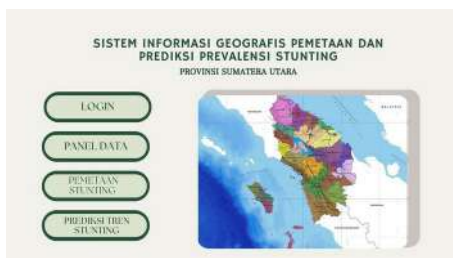 SISTEM INFORMASI GEOGRAFIS PEMETAAN DAN
PREDIKSI PREVALENSI STUNTING
PROVINSI SUMATERA UTARA
LOGIN
PANEL DATA
PEMETAAN
STUNTING
PREDIKSI TREN
STUNTING